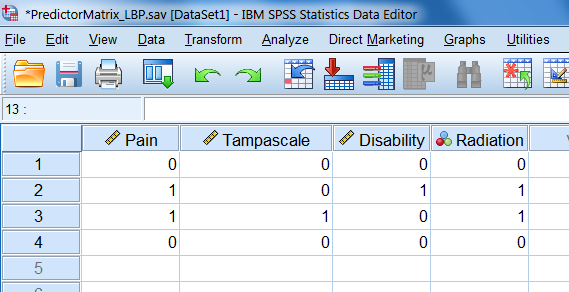 *PredictorMatrix_LBP.sav [DataSet1] - IBM SPSS Statistics Data Editor
File Edit View Data Transform Analyze Direct Marketing Graphs Utilities
13 :
Pain Tampascale Disability Radiation
1 0 0 0 0
2 1 0 1 1
3 1 1 0 1
4 0 0 0 0
5